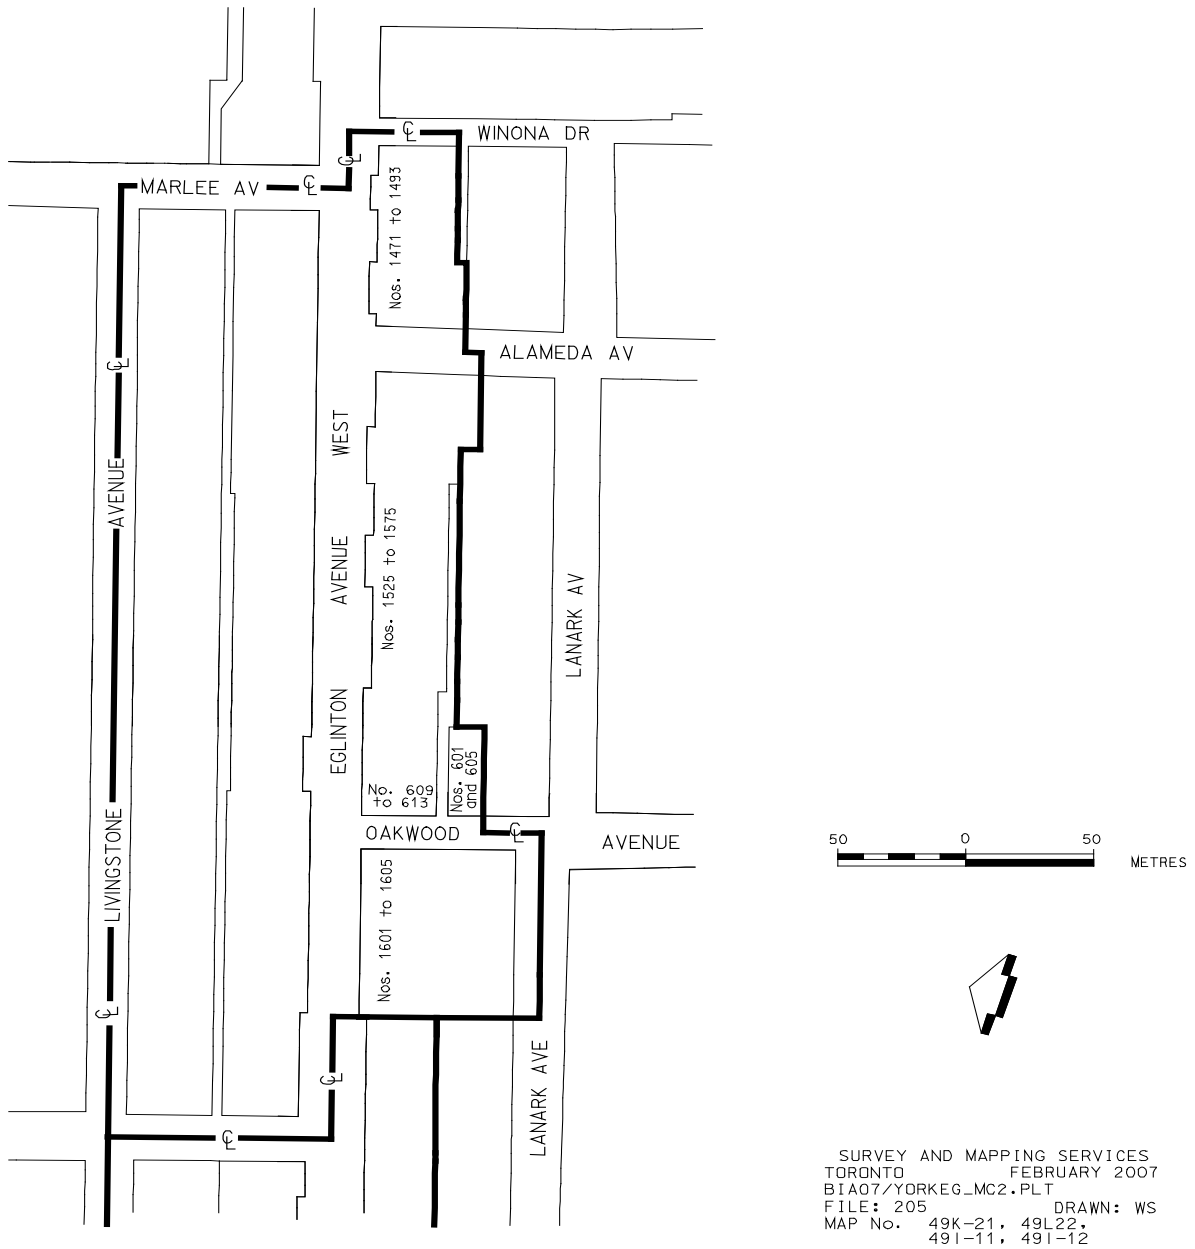 WINONA DR
MARLEE AV
Nos. 1471 to 1493
ALAMEDA AV
EGLINTON AVENUE WEST
LIVINGSTONE AVENUE
Nos. 1525 to 1575
LANARK AV
Nos. 601
and 605
No. 609
to 613
OAKWOOD AVENUE
Nos. 1601 to 1605
LANARK AVE
50 0 50
METRES
SURVEY AND MAPPING SERVICES
TORONTO FEBRUARY 2007
BIA07/YORKEG_MC2.PLT
FILE: 205 DRAWN: WS
MAP No. 49K-21, 49L22,
49I-11, 49I-12